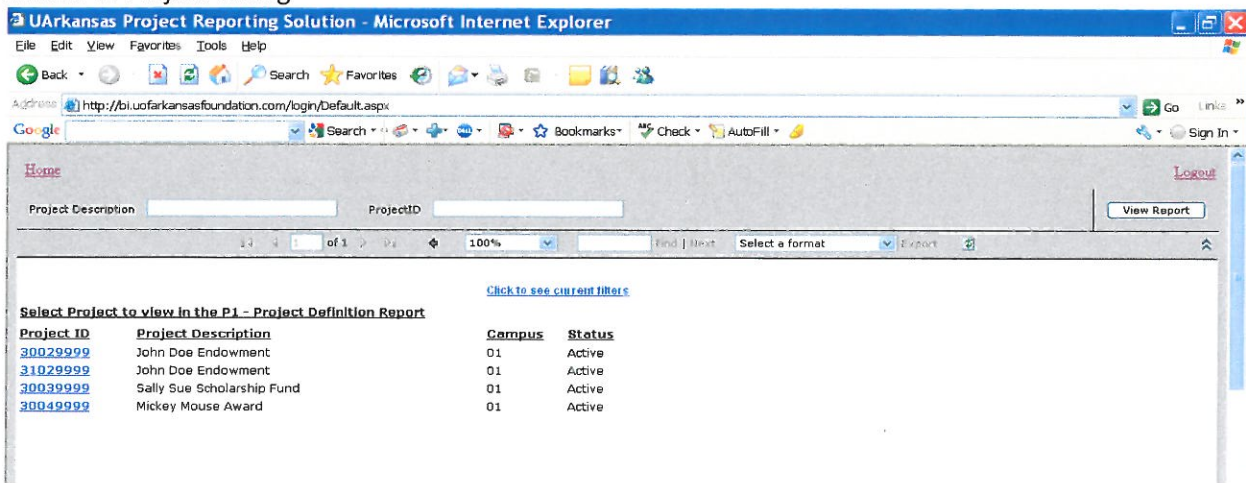 UArkansas Project Reporting Solution - Microsoft Internet Explorer
File Edit View Favorites Tools Help
Back Search Favorites
Address http://bi.uofarkansasfoundation.com/login/Default.aspx Go Links »
Google Search Bookmarks Check AutoFill Sign In
Home Logout
Project Description ProjectID View Report
1 of 1 100% Find | Next Select a format Export
Click to see current filters
Select Project to view in the P1 - Project Definition Report
Project ID Project Description Campus Status
30029999 John Doe Endowment 01 Active
31029999 John Doe Endowment 01 Active
30039999 Sally Sue Scholarship Fund 01 Active
30049999 Mickey Mouse Award 01 Active